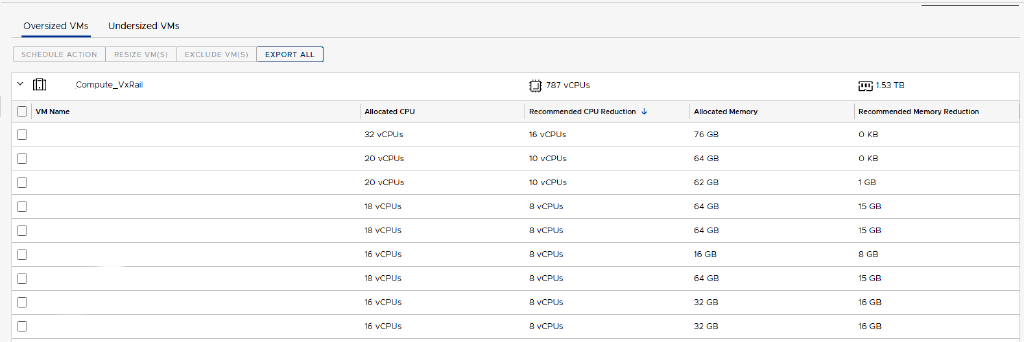 Oversized VMs Undersized VMs
SCHEDULE ACTION RESIZE VM(S) EXCLUDE VM(S) EXPORT ALL
Compute_VxRail 787 vCPUs 1.53 TB
VM Name Allocated CPU Recommended CPU Reduction Allocated Memory Recommended Memory Reduction
32 vCPUs 16 vCPUs 76 GB 0 KB
20 vCPUs 10 vCPUs 64 GB 0 KB
20 vCPUs 10 vCPUs 62 GB 1 GB
18 vCPUs 8 vCPUs 64 GB 15 GB
18 vCPUs 8 vCPUs 64 GB 15 GB
16 vCPUs 8 vCPUs 16 GB 8 GB
18 vCPUs 8 vCPUs 64 GB 15 GB
16 vCPUs 8 vCPUs 32 GB 16 GB
16 vCPUs 8 vCPUs 32 GB 16 GB